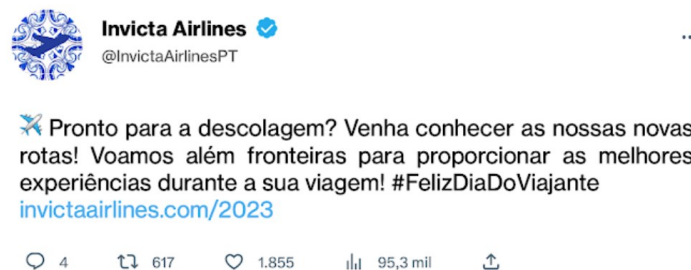 Invicta Airlines
@InvictaAirlinesPT
✈️ Pronto para a descolagem? Venha conhecer as nossas novas
rotas! Voamos além fronteiras para proporcionar as melhores
experiências durante a sua viagem! #FelizDiaDoViajante
invictaairlines.com/2023
4 617 1.855 95,3 mil